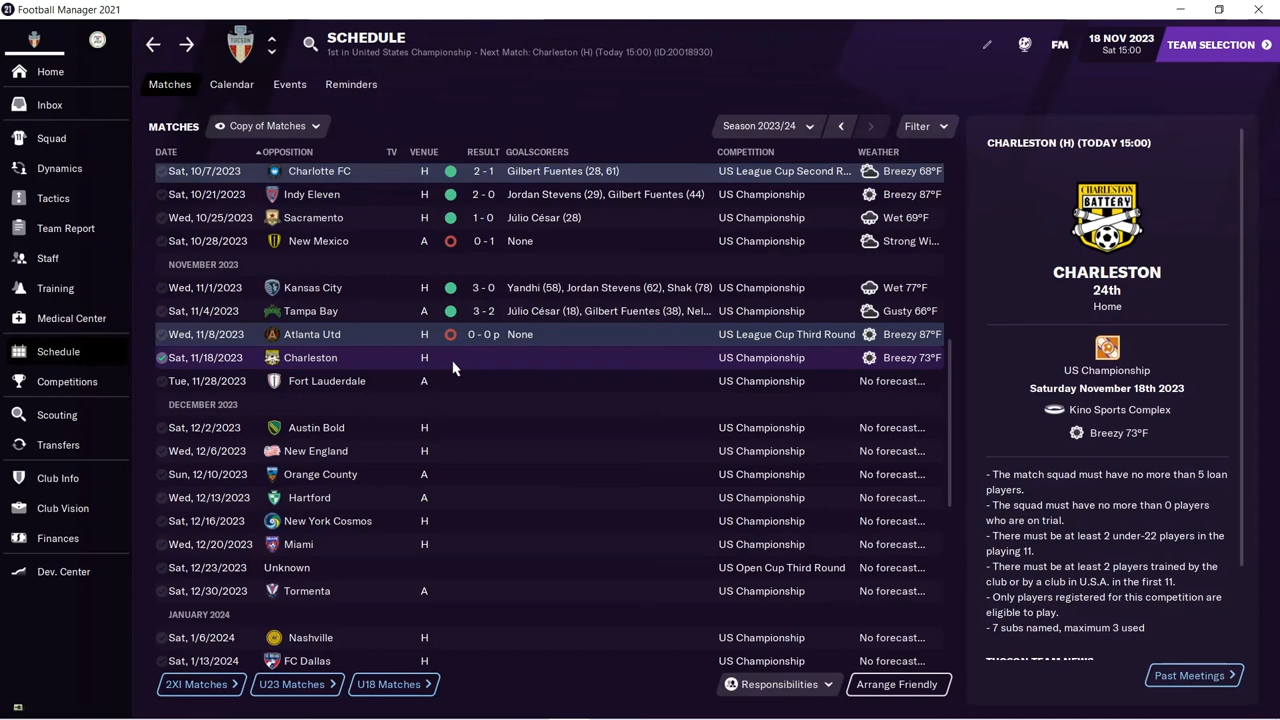 21 Football Manager 2021
SCHEDULE
1st in United States Championship - Next Match: Charleston (H) (Today 15:00) (ID:20018930)
FM
18 NOV 2023
Sat 15:00
TEAM SELECTION
Home
Inbox
Squad
Dynamics
Tactics
Team Report
Staff
Training
Medical Center
Schedule
Competitions
Scouting
Transfers
Club Info
Club Vision
Finances
Dev. Center
Matches Calendar Events Reminders
MATCHES Copy of Matches Season 2023/24 Filter
DATE OPPOSITION TV VENUE RESULT GOALSCORERS COMPETITION WEATHER
Sat, 10/7/2023 Charlotte FC H 2 - 1 Gilbert Fuentes (28, 61) US League Cup Second R... Breezy 68°F
Sat, 10/21/2023 Indy Eleven H 2 - 0 Jordan Stevens (29), Gilbert Fuentes (44) US Championship Breezy 87°F
Wed, 10/25/2023 Sacramento H 1 - 0 Júlio César (28) US Championship Wet 69°F
Sat, 10/28/2023 New Mexico A 0 - 1 None US Championship Strong Wi...
NOVEMBER 2023
Wed, 11/1/2023 Kansas City H 3 - 0 Yandhi (58), Jordan Stevens (62), Shak (78) US Championship Wet 77°F
Sat, 11/4/2023 Tampa Bay A 3 - 2 Júlio César (18), Gilbert Fuentes (38), Nel... US Championship Gusty 66°F
Wed, 11/8/2023 Atlanta Utd H 0 - 0 p None US League Cup Third Round Breezy 87°F
Sat, 11/18/2023 Charleston H US Championship Breezy 73°F
Tue, 11/28/2023 Fort Lauderdale A US Championship No forecast...
DECEMBER 2023
Sat, 12/2/2023 Austin Bold H US Championship No forecast...
Wed, 12/6/2023 New England H US Championship No forecast...
Sun, 12/10/2023 Orange County A US Championship No forecast...
Wed, 12/13/2023 Hartford A US Championship No forecast...
Sat, 12/16/2023 New York Cosmos H US Championship No forecast...
Wed, 12/20/2023 Miami H US Championship No forecast...
Sat, 12/23/2023 Unknown US Open Cup Third Round No forecast...
Sat, 12/30/2023 Tormenta A US Championship No forecast...
JANUARY 2024
Sat, 1/6/2024 Nashville H US Championship No forecast...
Sat, 1/13/2024 FC Dallas H US Championship No forecast...
2XI Matches U23 Matches U18 Matches Responsibilities Arrange Friendly
CHARLESTON (H) (TODAY 15:00)
CHARLESTON
BATTERY
CHARLESTON
24th
Home
US Championship
Saturday November 18th 2023
Kino Sports Complex
Breezy 73°F
- The match squad must have no more than 5 loan
players.
- The squad must have no more than 0 players
who are on trial.
- There must be at least 2 under-22 players in the
playing 11.
- There must be at least 2 players trained by the
club or by a club in U.S.A. in the first 11.
- Only players registered for this competition are
eligible to play.
- 7 subs named, maximum 3 used
TUCSON TEAM NEWS
Past Meetings